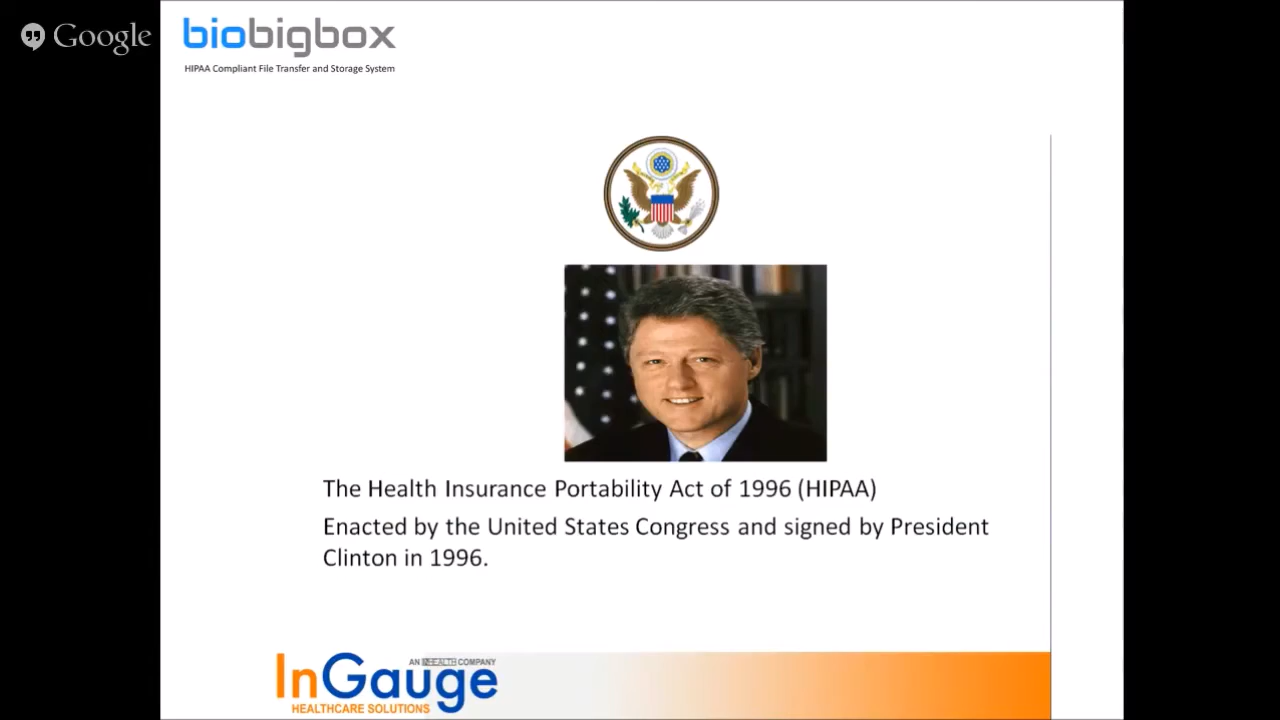 Google
biobigbox
HIPAA Compliant File Transfer and Storage System
The Health Insurance Portability Act of 1996 (HIPAA)
Enacted by the United States Congress and signed by President
Clinton in 1996.
AN HEALTH COMPANY
InGauge
HEALTHCARE SOLUTIONS